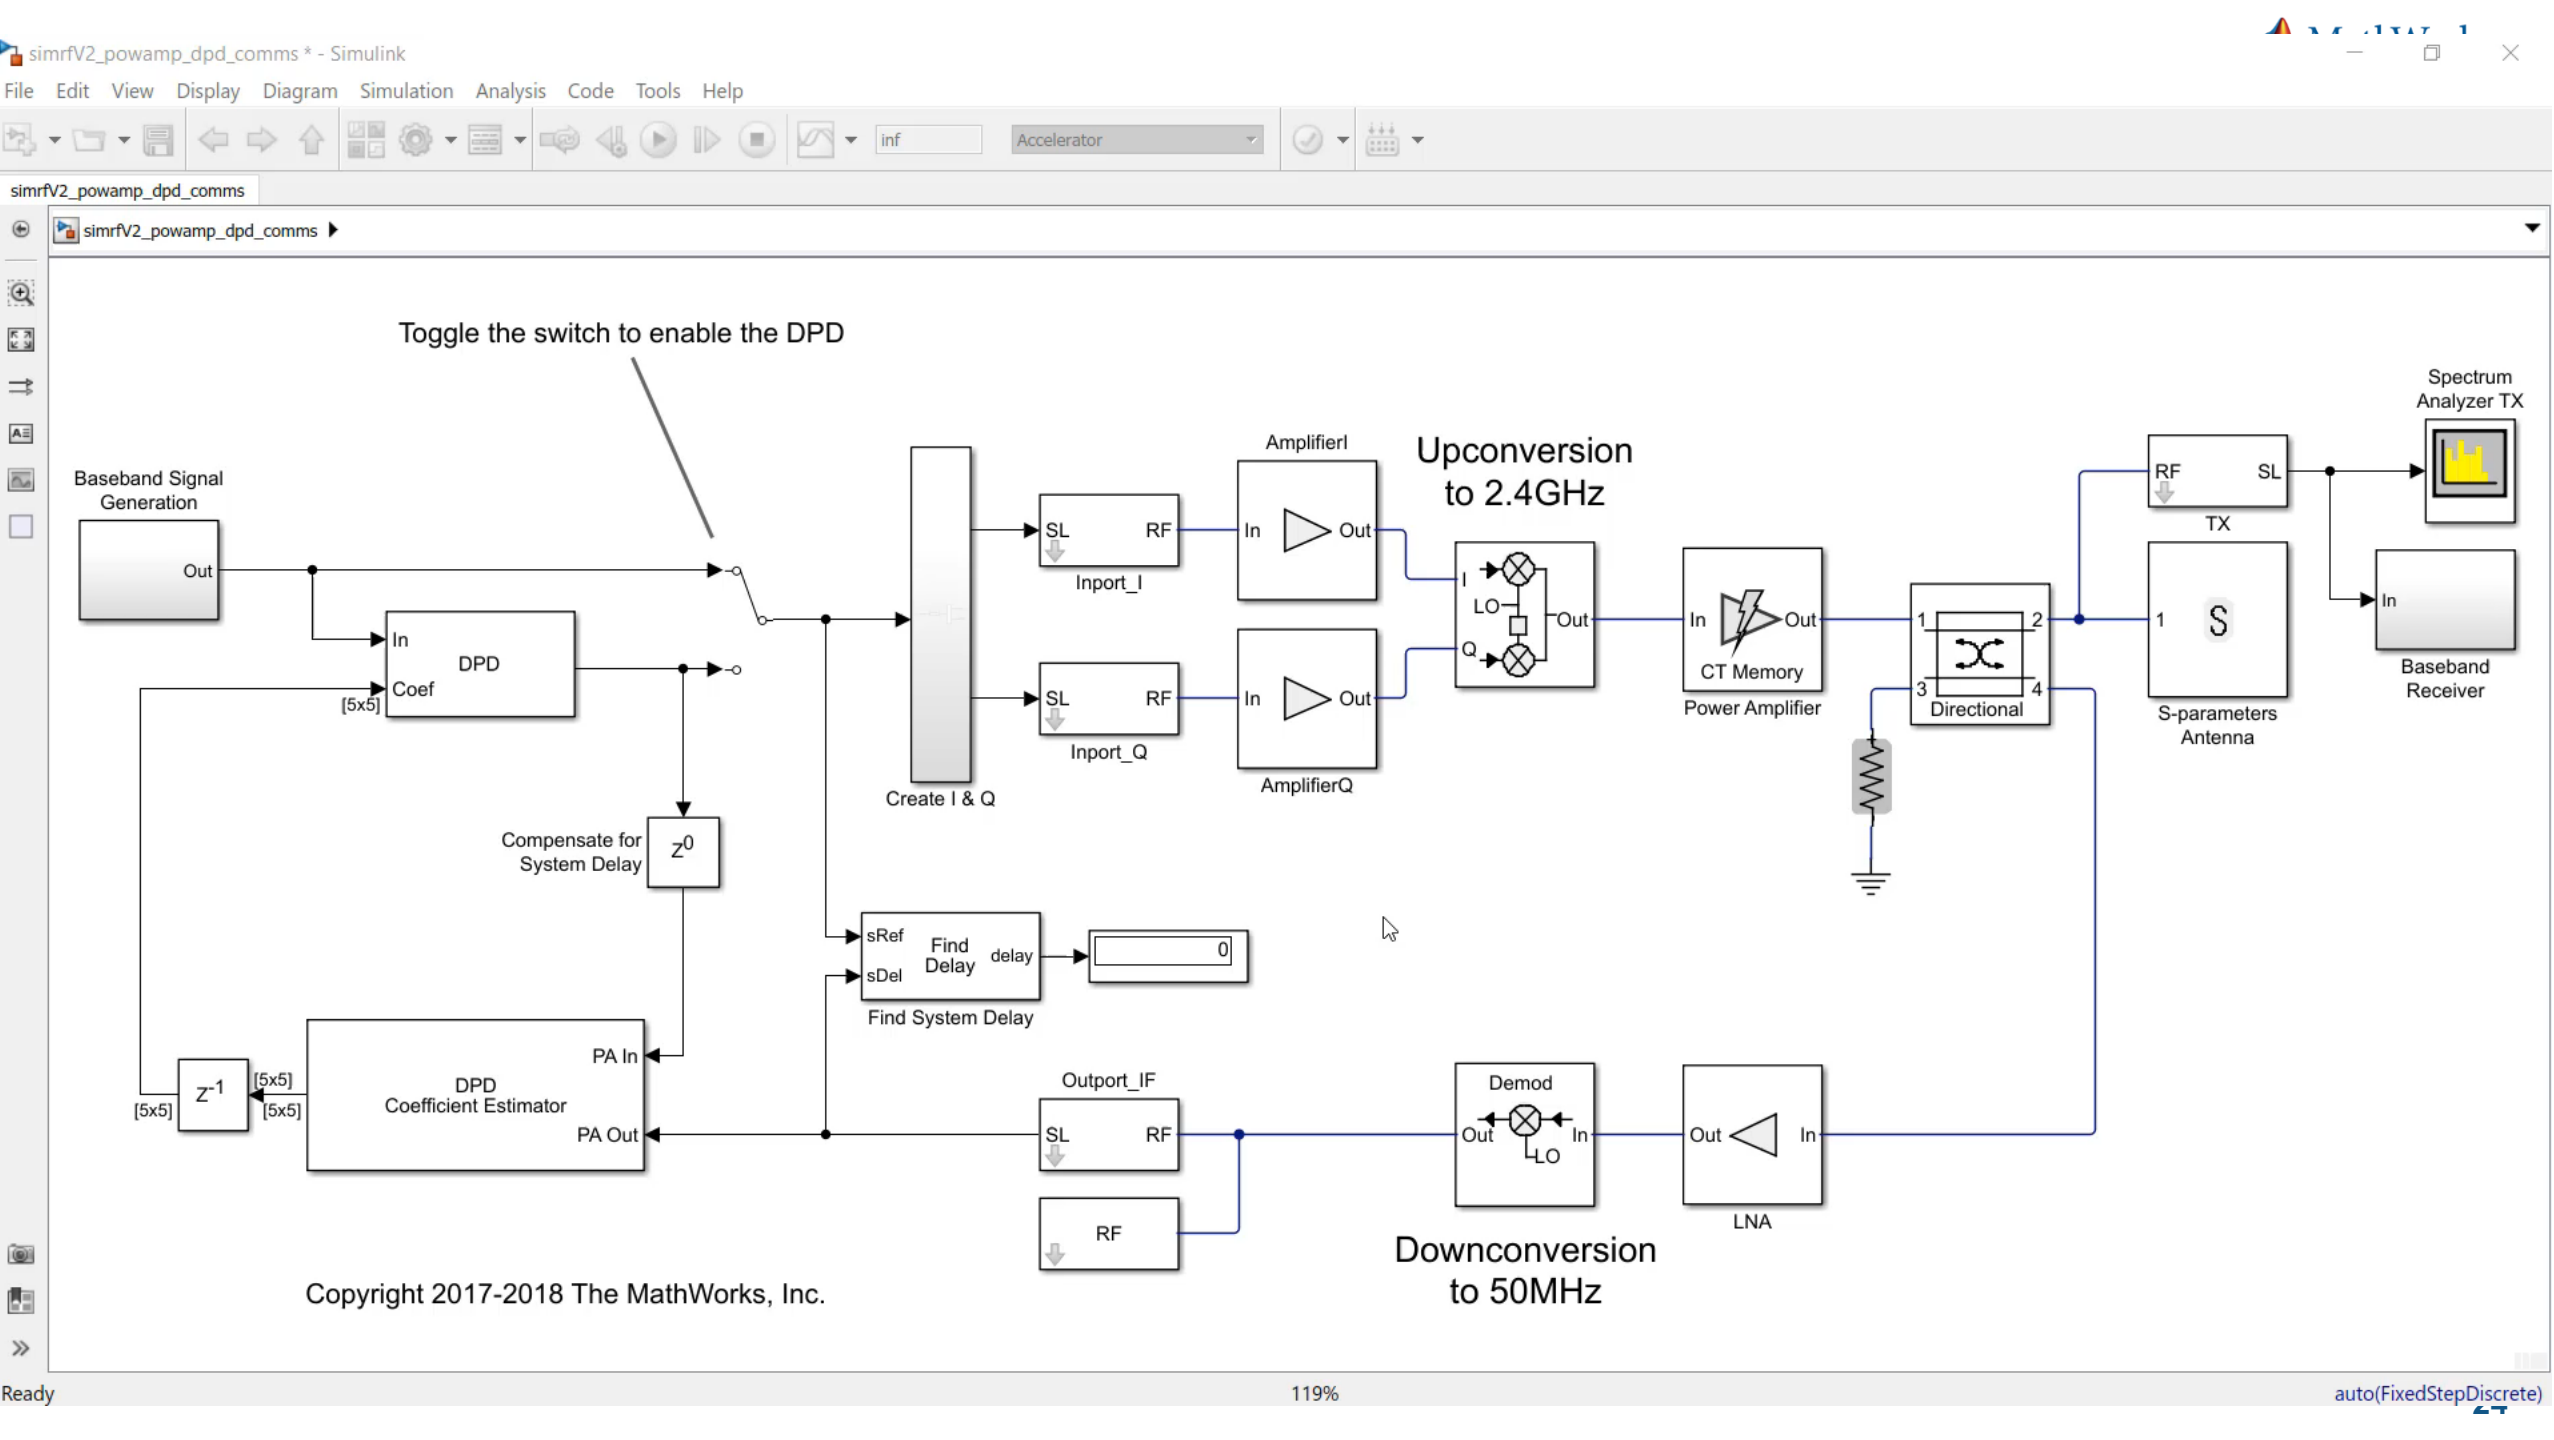 simrfV2_powamp_dpd_comms * - Simulink
File Edit View Display Diagram Simulation Analysis Code Tools Help
inf
Accelerator
simrfV2_powamp_dpd_comms
simrfV2_powamp_dpd_comms
Toggle the switch to enable the DPD
Baseband Signal
Generation
Out
In
DPD
Coef
[5x5]
Compensate for
System Delay
Z0
Create I & Q
SL RF
Inport_I
SL RF
Inport_Q
AmplifierI
In Out
In Out
AmplifierQ
Upconversion
to 2.4GHz
I
LO
Out
Q
In Out
CT Memory
Power Amplifier
1 2
3 4
Directional
RF SL
TX
1 S
S-parameters
Antenna
Spectrum
Analyzer TX
In
Baseband
Receiver
sRef
Find
Delay
delay
sDel
Find System Delay
0
PA In
DPD
Coefficient Estimator
PA Out
Z-1
[5x5]
[5x5]
[5x5]
Outport_IF
SL RF
RF
Demod
Out In
LO
Out In
LNA
Downconversion
to 50MHz
Copyright 2017-2018 The MathWorks, Inc.
Ready
119%
auto(FixedStepDiscrete)